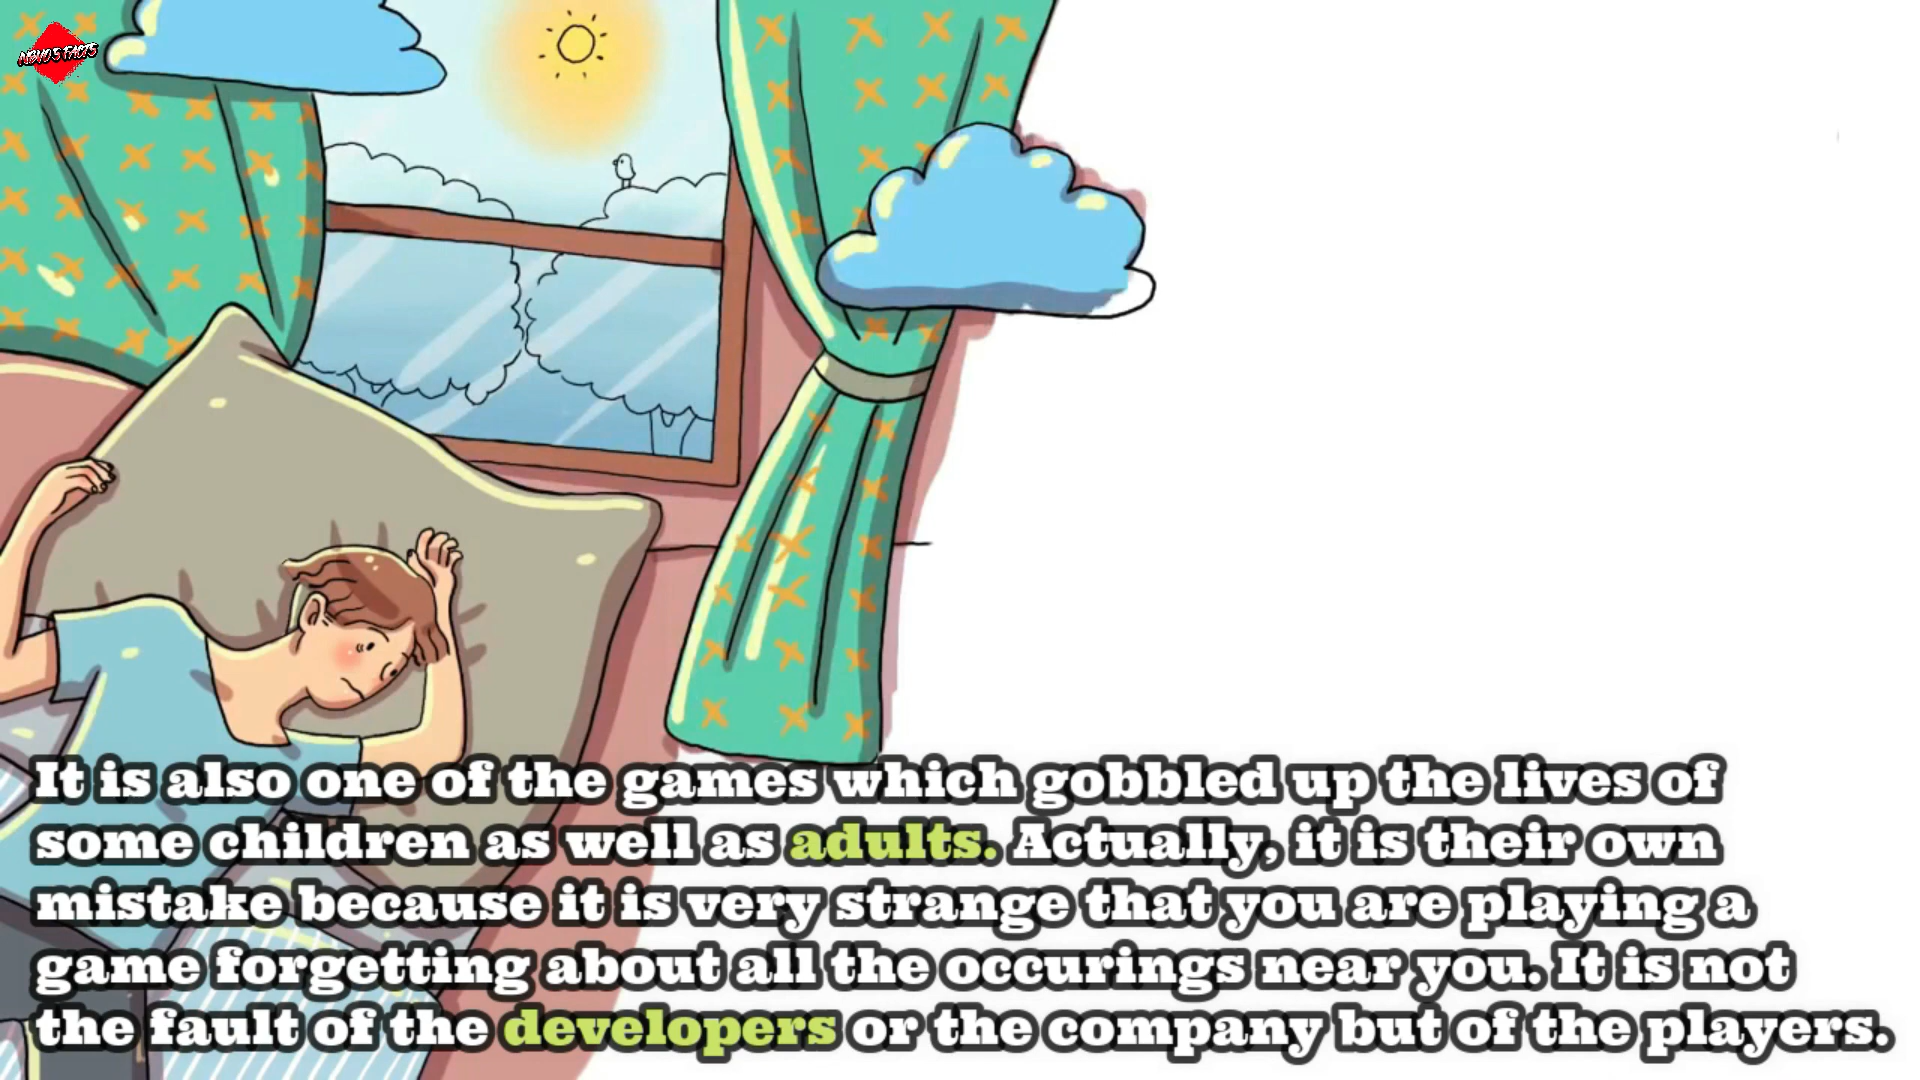 It is also one of the games which gobbled up the lives of
some children as well as adults. Actually, it is their own
mistake because it is very strange that you are playing a
game forgetting about all the occurings near you. It is not
the fault of the developers or the company but of the players.